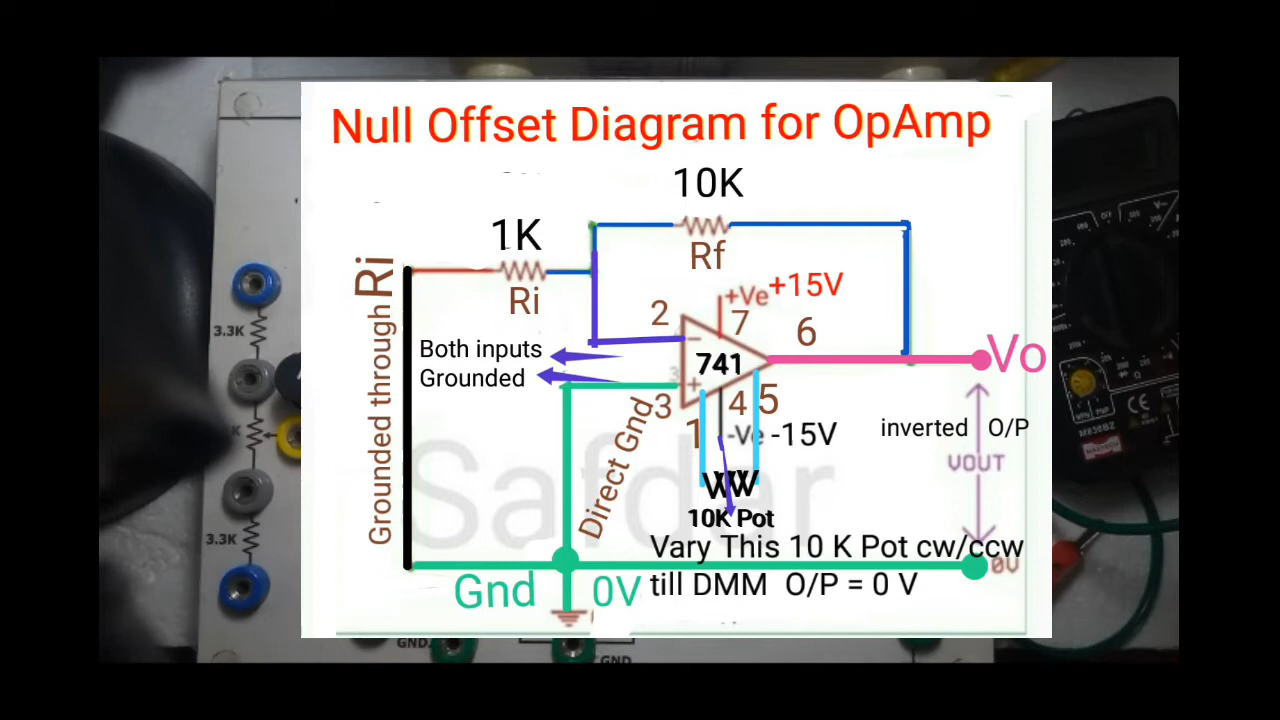 Null Offset Diagram for OpAmp
10K
1K
Rf
Ri
Grounded through Ri
+Ve +15V
2
7
6
Both inputs
Grounded
741
Vo
3
4
5
1
-Ve -15V
Direct Gnd
inverted O/P
VOUT
Safdar
10K Pot
Vary This 10 K Pot cw/ccw
till DMM O/P = 0 V
Gnd
0V
0V
3.3K
3.3K
K
GND
GND
CE